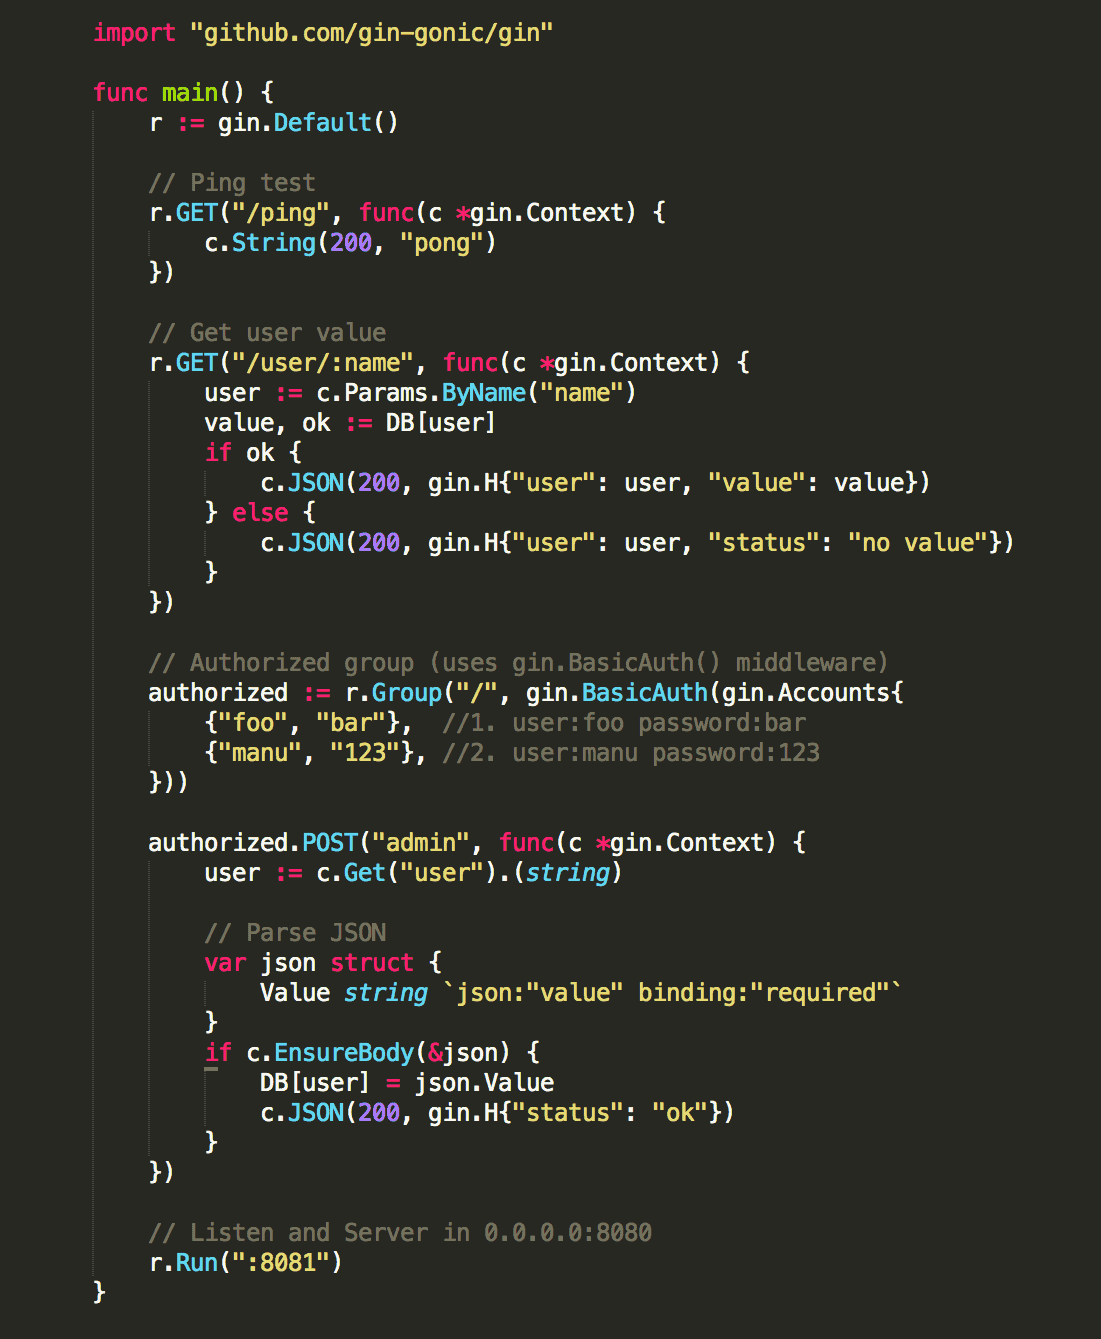 import "github.com/gin-gonic/gin"

func main() {
    r := gin.Default()

    // Ping test
    r.GET("/ping", func(c *gin.Context) {
        c.String(200, "pong")
    })

    // Get user value
    r.GET("/user/:name", func(c *gin.Context) {
        user := c.Params.ByName("name")
        value, ok := DB[user]
        if ok {
            c.JSON(200, gin.H{"user": user, "value": value})
        } else {
            c.JSON(200, gin.H{"user": user, "status": "no value"})
        }
    })

    // Authorized group (uses gin.BasicAuth() middleware)
    authorized := r.Group("/", gin.BasicAuth(gin.Accounts{
        {"foo", "bar"},  //1. user:foo password:bar
        {"manu", "123"}, //2. user:manu password:123
    }))

    authorized.POST("admin", func(c *gin.Context) {
        user := c.Get("user").(string)

        // Parse JSON
        var json struct {
            Value string `json:"value" binding:"required"`
        }
        if c.EnsureBody(&json) {
            DB[user] = json.Value
            c.JSON(200, gin.H{"status": "ok"})
        }
    })

    // Listen and Server in 0.0.0.0:8080
    r.Run(":8081")
}